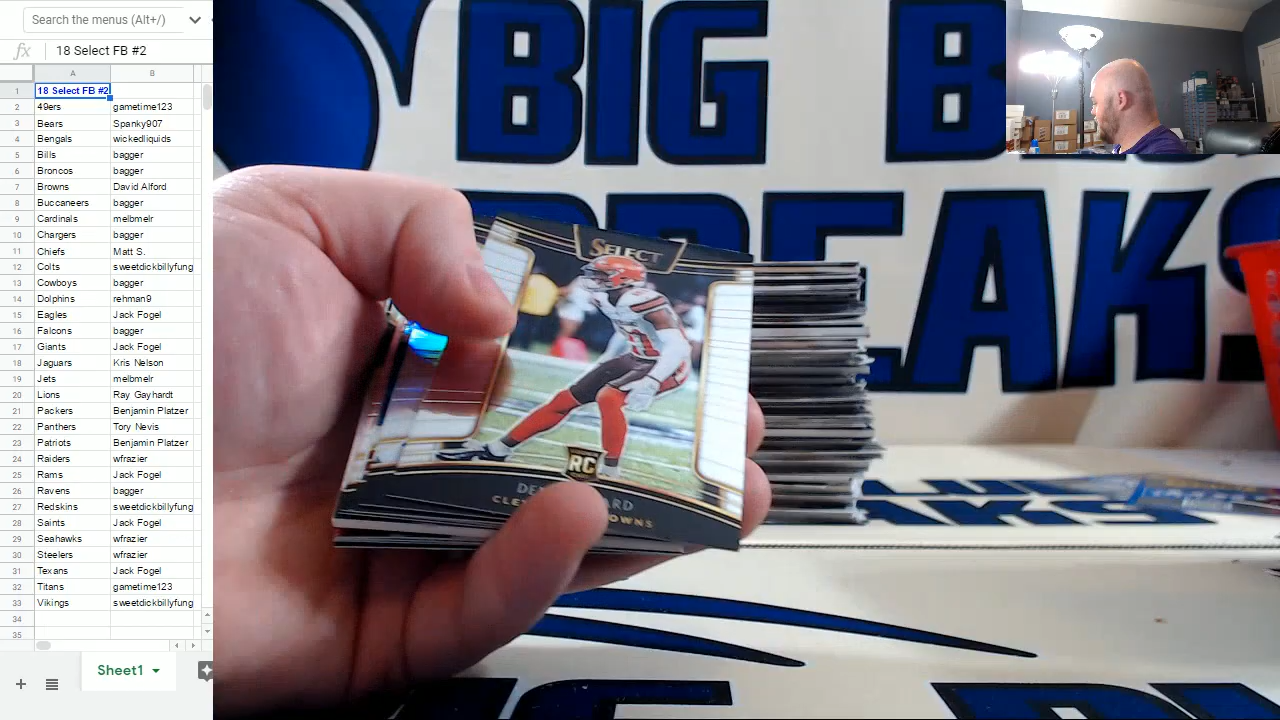 Search the menus (Alt+/)
fx 18 Select FB #2
A B
1 18 Select FB #2
2 49ers gametime123
3 Bears Spanky907
4 Bengals wickedliquids
5 Bills bagger
6 Broncos bagger
7 Browns David Alford
8 Buccaneers bagger
9 Cardinals melbmelr
10 Chargers bagger
11 Chiefs Matt S.
12 Colts sweetdickbillyfung
13 Cowboys bagger
14 Dolphins rehman9
15 Eagles Jack Fogel
16 Falcons bagger
17 Giants Jack Fogel
18 Jaguars Kris Nelson
19 Jets melbmelr
20 Lions Ray Gayhardt
21 Packers Benjamin Platzer
22 Panthers Tory Nevis
23 Patriots Benjamin Platzer
24 Raiders wfrazier
25 Rams Jack Fogel
26 Ravens bagger
27 Redskins sweetdickbillyfung
28 Saints Jack Fogel
29 Seahawks wfrazier
30 Steelers wfrazier
31 Texans Jack Fogel
32 Titans gametime123
33 Vikings sweetdickbillyfung
34
35
Sheet1
BIG B
BREAKS
SELECT
RC